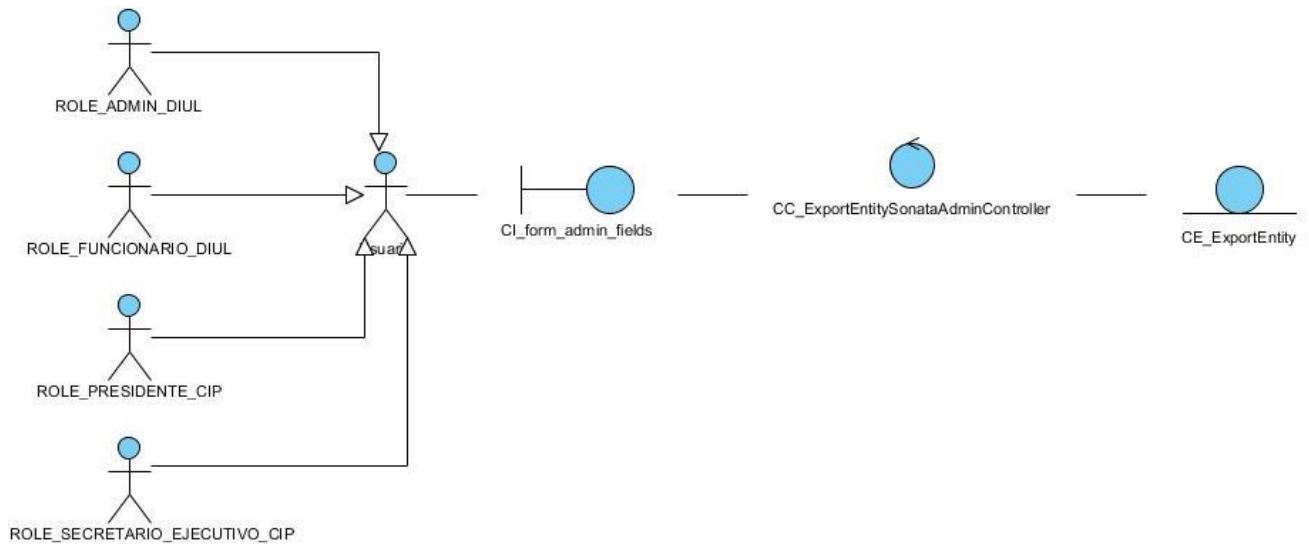 ROLE_ADMIN_DIUL
ROLE_FUNCIONARIO_DIUL
CI_form_admin_fields
CC_ExportEntitySonataAdminController
CE_ExportEntity
ROLE_PRESIDENTE_CIP
ROLE_SECRETARIO_EJECUTIVO_CIP